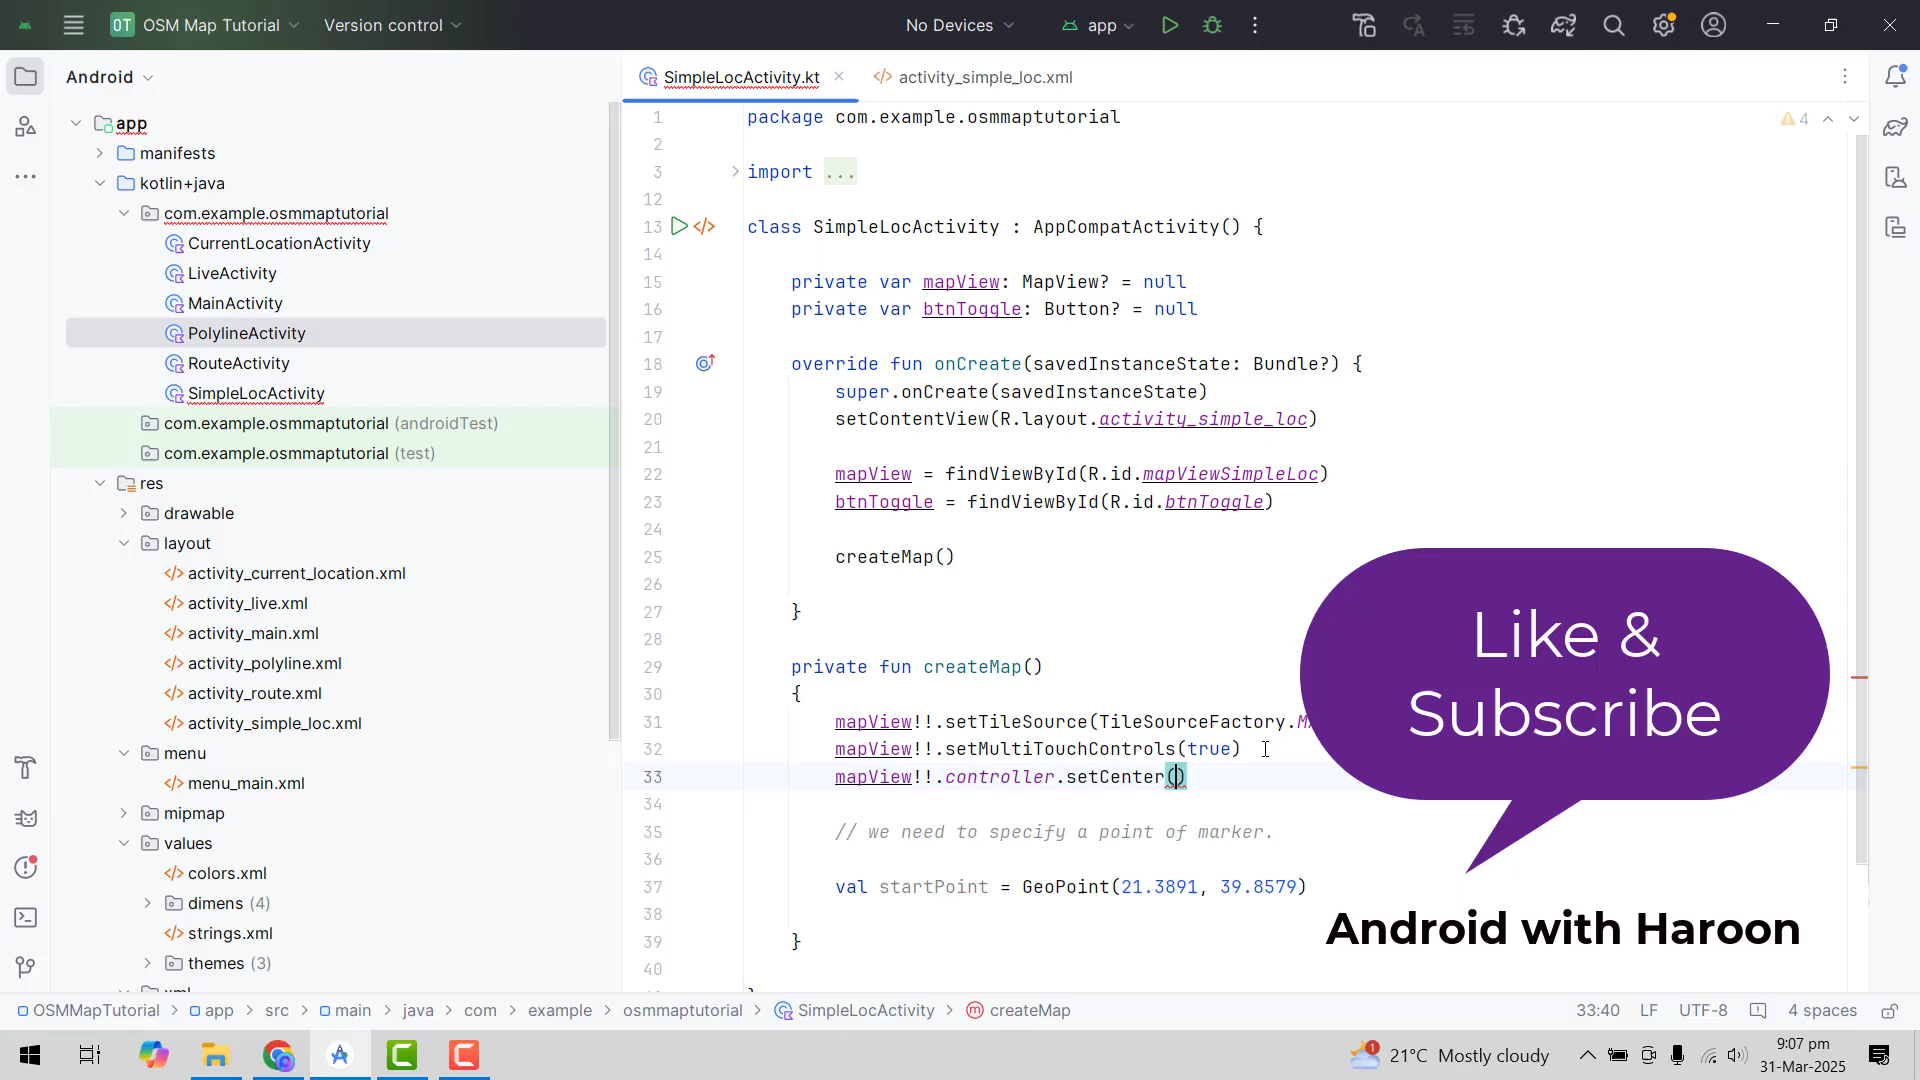 OT OSM Map Tutorial Version control No Devices app
Android
SimpleLocActivity.kt activity_simple_loc.xml
app
manifests
kotlin+java
com.example.osmmaptutorial
CurrentLocationActivity
LiveActivity
MainActivity
PolylineActivity
RouteActivity
SimpleLocActivity
com.example.osmmaptutorial (androidTest)
com.example.osmmaptutorial (test)
res
drawable
layout
activity_current_location.xml
activity_live.xml
activity_main.xml
activity_polyline.xml
activity_route.xml
activity_simple_loc.xml
menu
menu_main.xml
mipmap
values
colors.xml
dimens (4)
strings.xml
themes (3)
4
1 package com.example.osmmaptutorial
2
3 import ...
12
13 class SimpleLocActivity : AppCompatActivity() {
14
15 private var mapView: MapView? = null
16 private var btnToggle: Button? = null
17
18 override fun onCreate(savedInstanceState: Bundle?) {
19 super.onCreate(savedInstanceState)
20 setContentView(R.layout.activity_simple_loc)
21
22 mapView = findViewById(R.id.mapViewSimpleLoc)
23 btnToggle = findViewById(R.id.btnToggle)
24
25 createMap()
26
27 }
28
29 private fun createMap()
30 {
31 mapView!!.setTileSource(TileSourceFactory.
32 mapView!!.setMultiTouchControls(true)
33 mapView!!.controller.setCenter()
34
35 // we need to specify a point of marker.
36
37 val startPoint = GeoPoint(21.3891, 39.8579)
38
39 }
40
Like &
Subscribe
Android with Haroon
OSMMapTutorial > app > src > main > java > com > example > osmmaptutorial > SimpleLocActivity > createMap 33:40 LF UTF-8 4 spaces
1 21°C Mostly cloudy
9:07 pm
31-Mar-2025